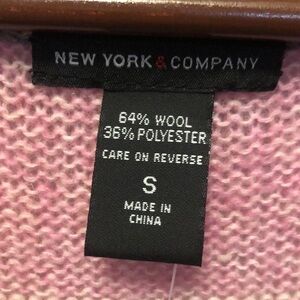 NEW YORK & COMPANY
64% WOOL
36% POLYESTER
CARE ON REVERSE
S
MADE IN
CHINA